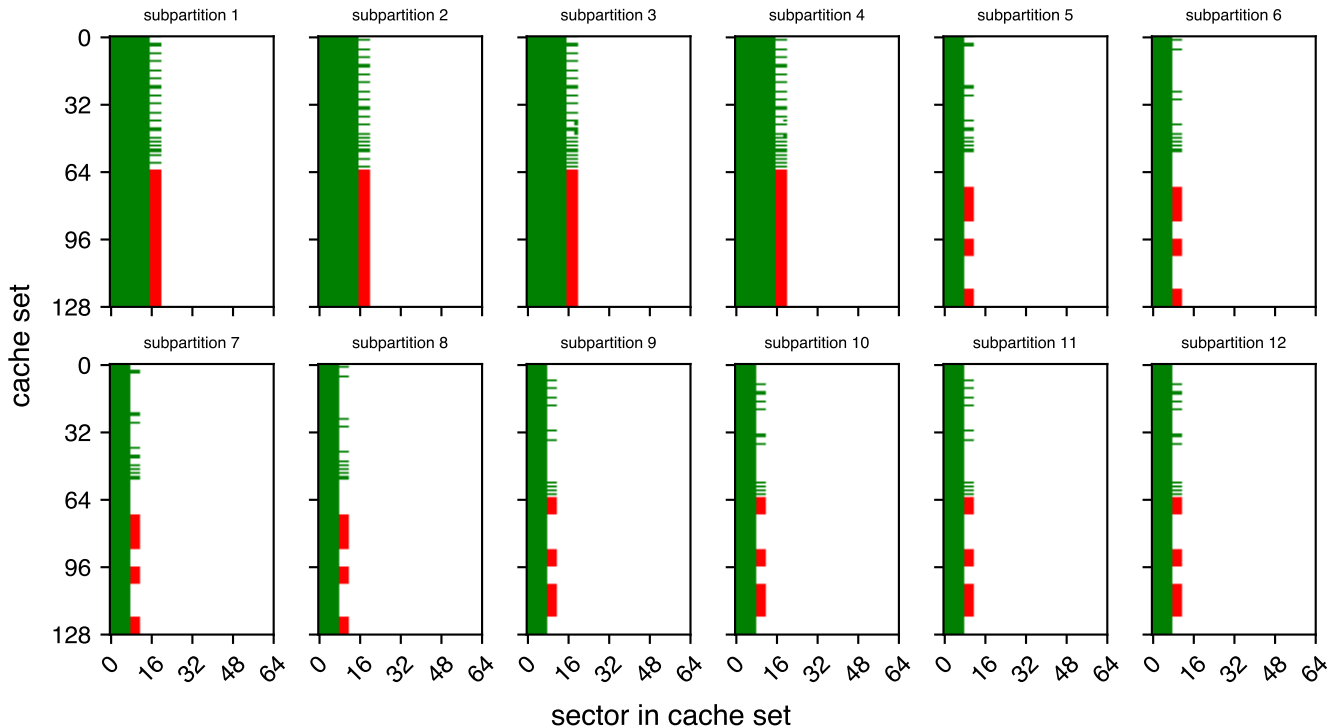 subpartition 1
subpartition 2
subpartition 3
subpartition 4
subpartition 5
subpartition 6
0
32
64
96
128
cache set
subpartition 7
subpartition 8
subpartition 9
subpartition 10
subpartition 11
subpartition 12
0
32
64
96
128
0 16 32 48 64
0 16 32 48 64
0 16 32 48 64
0 16 32 48 64
0 16 32 48 64
0 16 32 48 64
sector in cache set